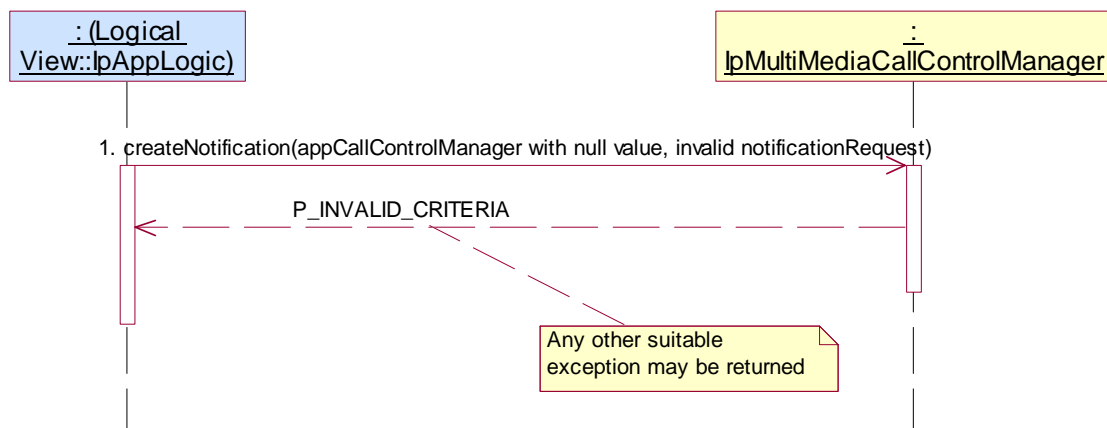 : (Logical
View::IpAppLogic)
:
IpMultiMediaCallControlManager
1. createNotification(appCallControlManager with null value, invalid notificationRequest)
P_INVALID_CRITERIA
Any other suitable
exception may be returned